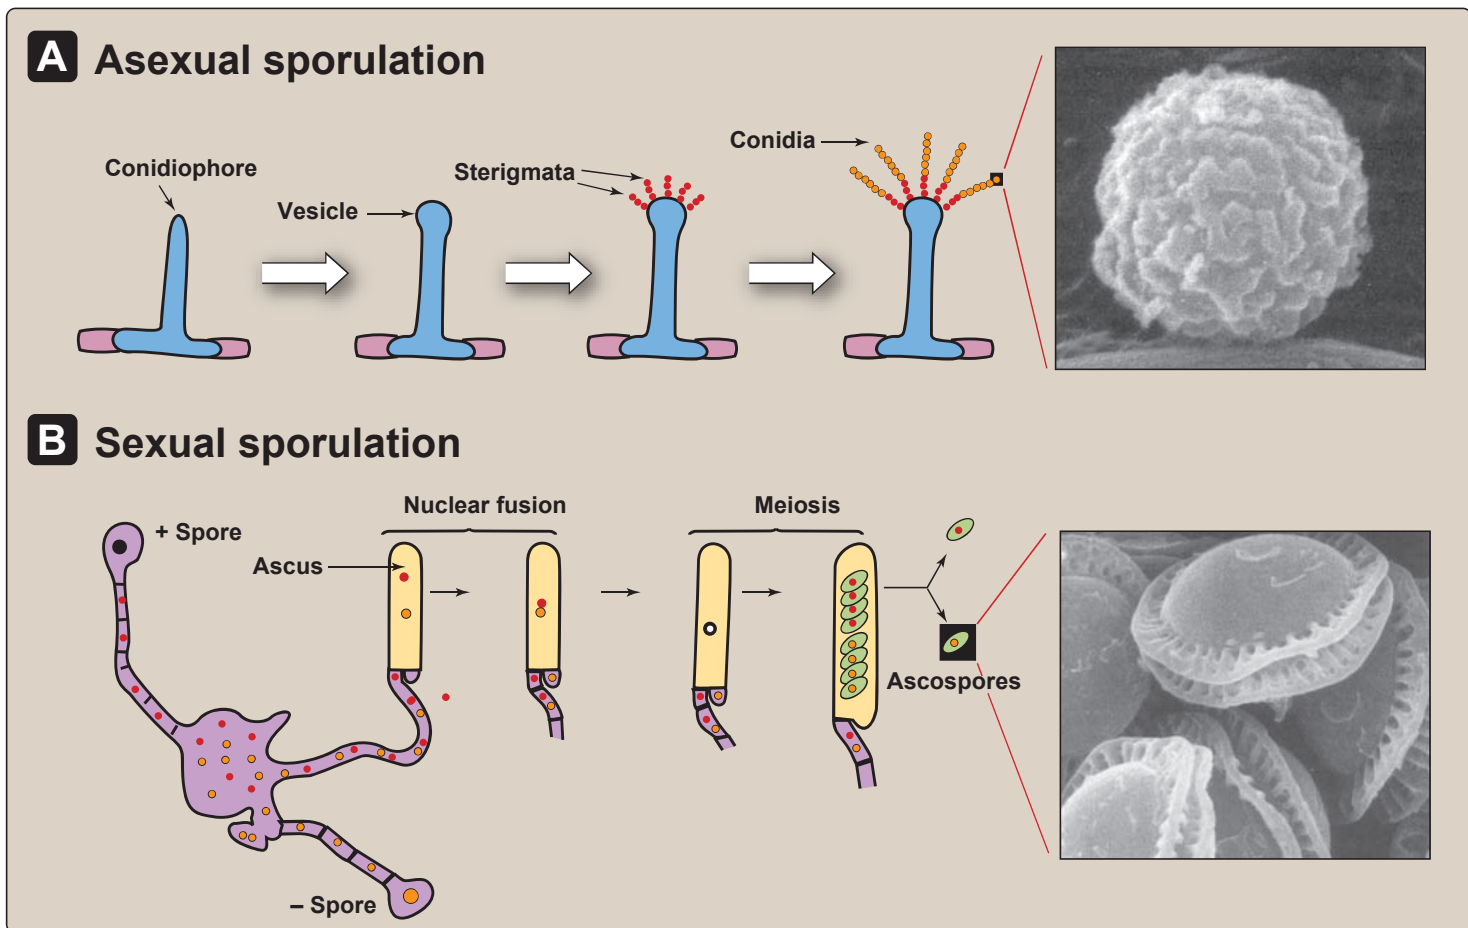 A Asexual sporulation
Conidiophore
Vesicle
Sterigmata
Conidia
B Sexual sporulation
+ Spore
Nuclear fusion
Ascus
Meiosis
Ascospores
– Spore